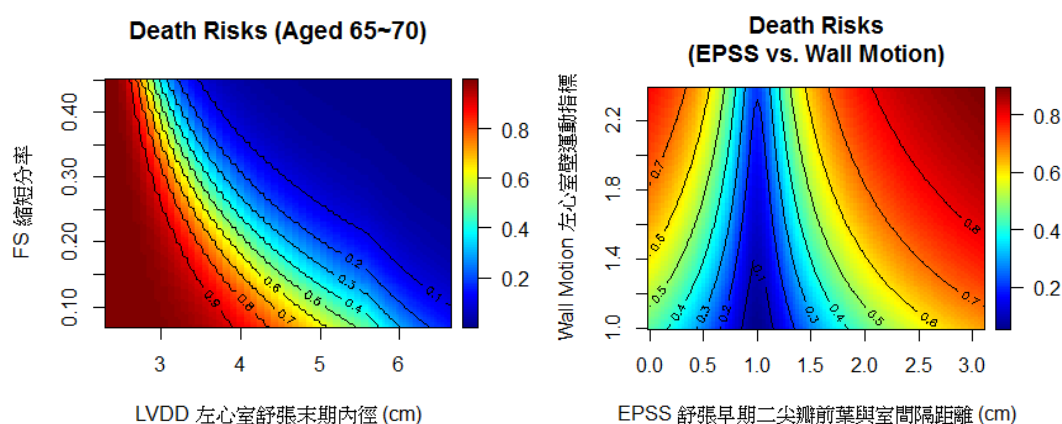 Death Risks (Aged 65~70)
FS 縮短分率
0.10 0.20 0.30 0.40
0.9 0.8 0.7 0.6 0.5 0.4 0.3 0.2 0.1
3 4 5 6
LVDD 左心室舒張末期內徑 (cm)
0.8
0.6
0.4
0.2
Death Risks
(EPSS vs. Wall Motion)
Wall Motion 左心室壁運動指標
1.0 1.4 1.8 2.2
0.7
0.6
0.5 0.4 0.3 0.2 0.1 0.3 0.4 0.5 0.6 0.7
0.8
0.0 0.5 1.0 1.5 2.0 2.5 3.0
EPSS 舒張早期二尖瓣前葉與室間隔距離 (cm)
0.8
0.6
0.4
0.2